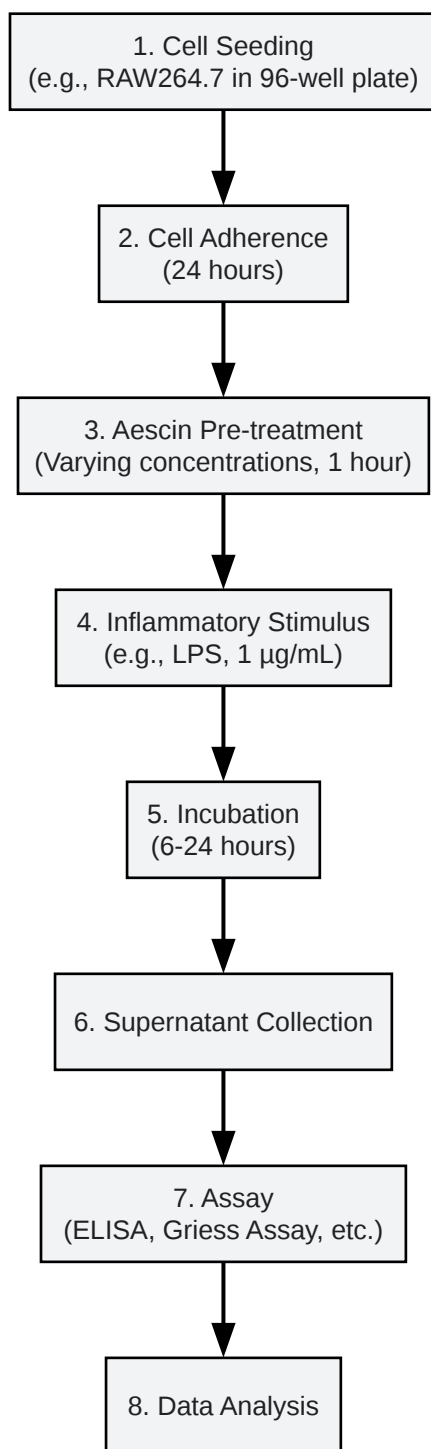 1. Cell Seeding
(e.g., RAW264.7 in 96-well plate)
2. Cell Adherence
(24 hours)
3. Aescin Pre-treatment
(Varying concentrations, 1 hour)
4. Inflammatory Stimulus
(e.g., LPS, 1 µg/mL)
5. Incubation
(6-24 hours)
6. Supernatant Collection
7. Assay
(ELISA, Griess Assay, etc.)
8. Data Analysis